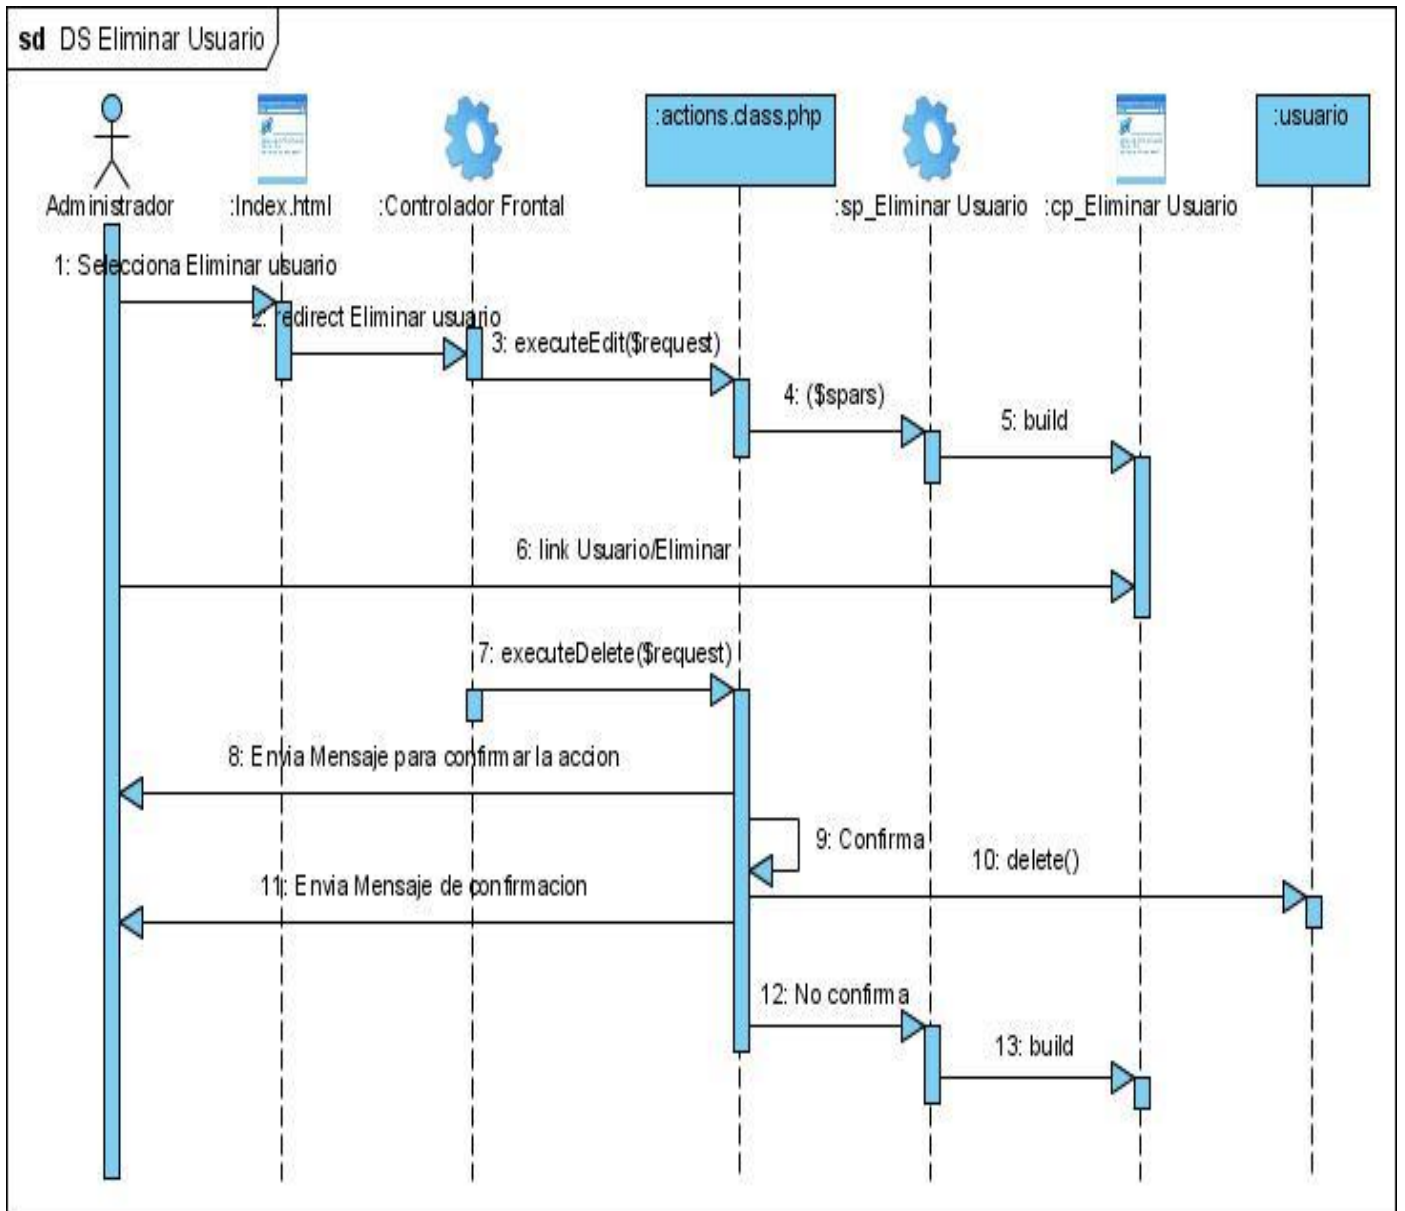 sd DS Eliminar Usuario
Administrador
:Index.html
:Controlador Frontal
:actions.class.php
:sp_Eliminar Usuario
:cp_Eliminar Usuario
:usuario
1: Selecciona Eliminar usuario
2: redirect Eliminar usuario
3: executeEdit($request)
4: ($spars)
5: build
6: link Usuario/Eliminar
7: executeDelete($request)
8: Envia Mensaje para confirmar la accion
9: Confirma
10: delete()
11: Envia Mensaje de confirmacion
12: No confirma
13: build